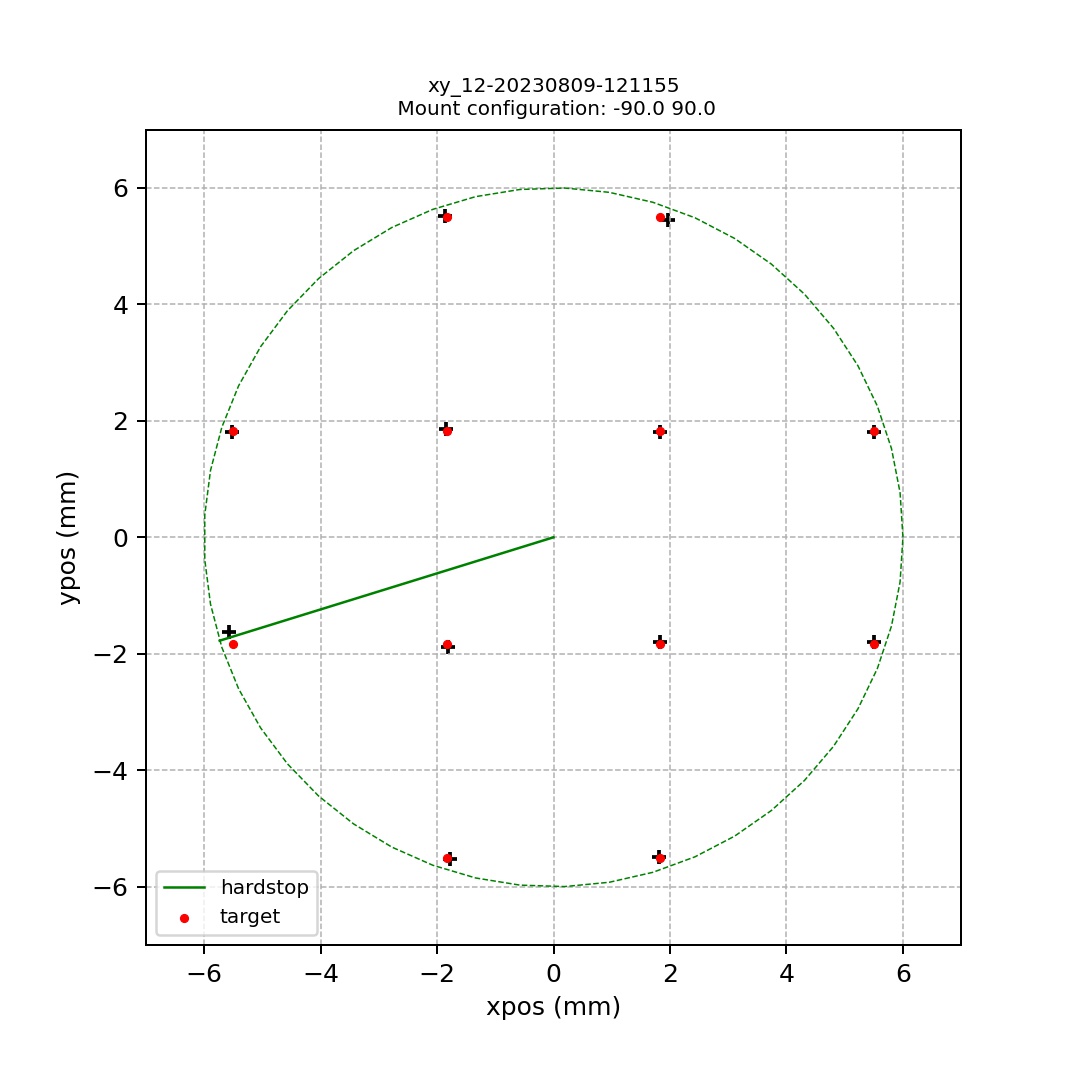 xy_12-20230809-121155
Mount configuration: -90.0 90.0
6
4
2
0
−2
−4
−6
ypos (mm)
hardstop
target
−6 −4 −2 0 2 4 6
xpos (mm)